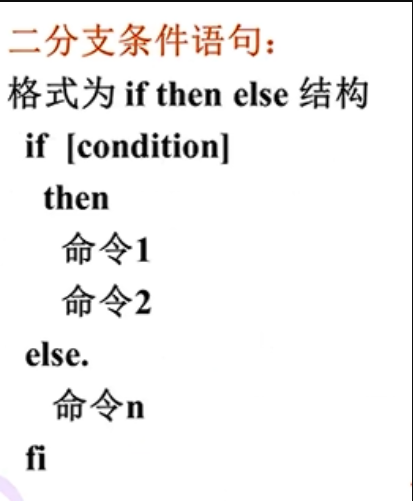 二分支条件语句：
格式为 if then else 结构
if [condition]
then
命令1
命令2
else.
命令n
fi